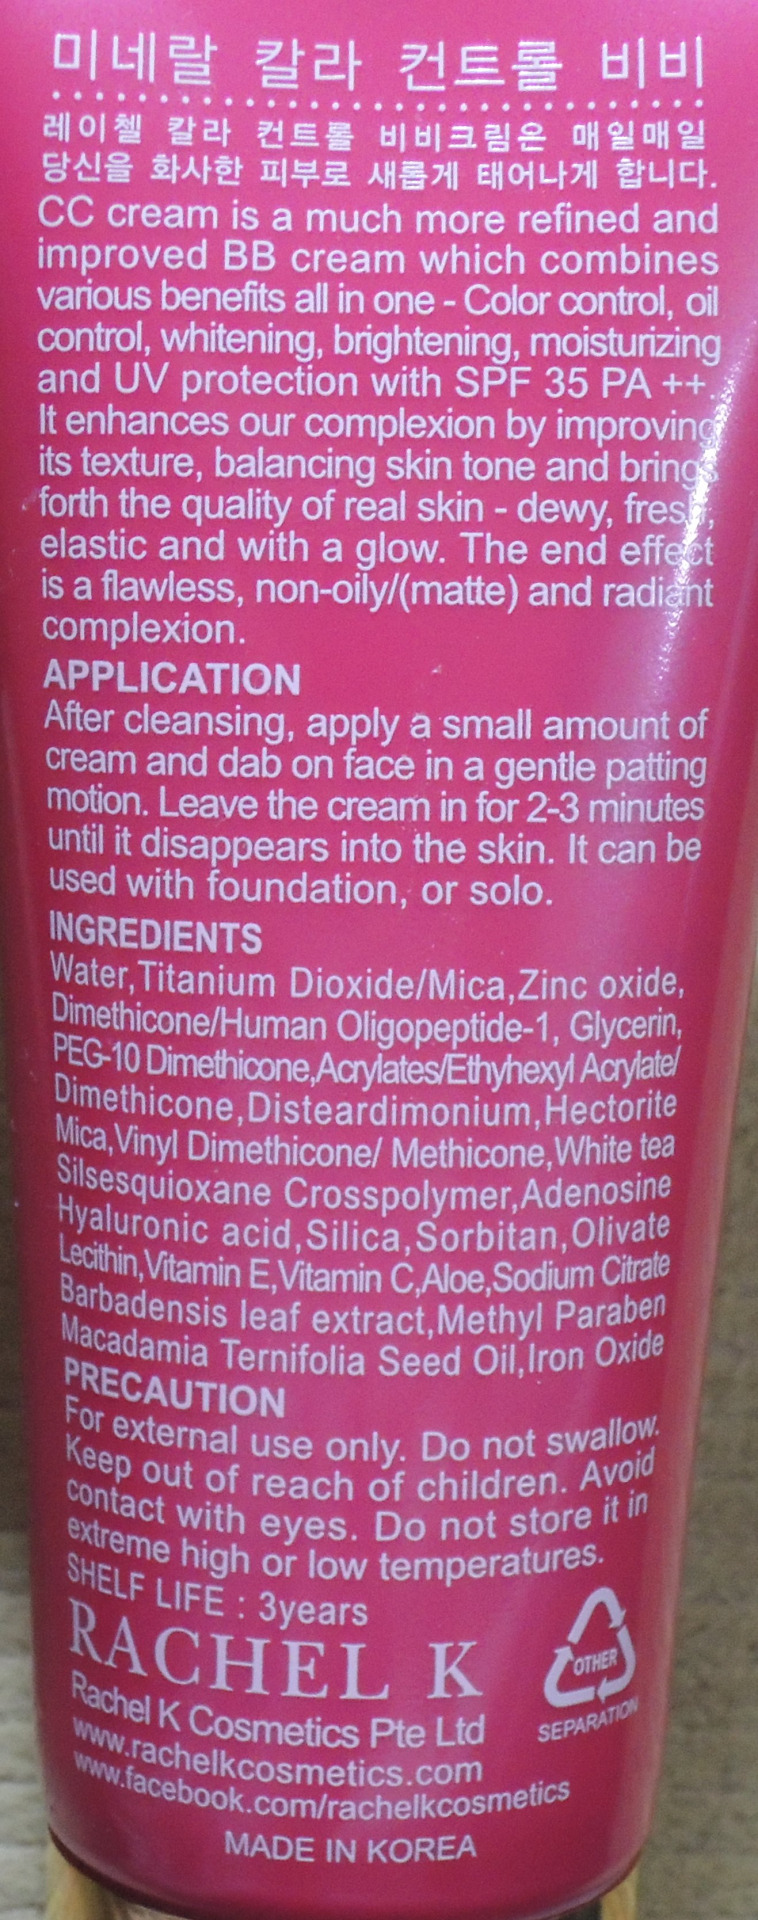 미네랄 칼라 컨트롤 비비
레이첼 칼라 컨트롤 비비크림은 매일매일
당신을 화사한 피부로 새롭게 태어나게 합니다.
CC cream is a much more refined and
improved BB cream which combines
various benefits all in one - Color control, oil
control, whitening, brightening, moisturizing
and UV protection with SPF 35 PA ++.
It enhances our complexion by improving
its texture, balancing skin tone and brings
forth the quality of real skin - dewy, fresh,
elastic and with a glow. The end effect
is a flawless, non-oily/(matte) and radiant
complexion.
APPLICATION
After cleansing, apply a small amount of
cream and dab on face in a gentle patting
motion. Leave the cream in for 2-3 minutes
until it disappears into the skin. It can be
used with foundation, or solo.
INGREDIENTS
Water,Titanium Dioxide/Mica,Zinc oxide,
Dimethicone/Human Oligopeptide-1, Glycerin,
PEG-10 Dimethicone,Acrylates/Ethyhexyl Acrylate/
Dimethicone,Disteardimonium,Hectorite
Mica,Vinyl Dimethicone/ Methicone,White tea
Silsesquioxane Crosspolymer,Adenosine
Hyaluronic acid,Silica,Sorbitan,Olivate
Lecithin,Vitamin E,Vitamin C,Aloe,Sodium Citrate
Barbadensis leaf extract,Methyl Paraben
Macadamia Ternifolia Seed Oil,Iron Oxide
PRECAUTION
For external use only. Do not swallow.
Keep out of reach of children. Avoid
contact with eyes. Do not store it in
extreme high or low temperatures.
SHELF LIFE : 3years
RACHEL K
OTHER
SEPARATION
Rachel K Cosmetics Pte Ltd
www.rachelkcosmetics.com
www.facebook.com/rachelkcosmetics
MADE IN KOREA